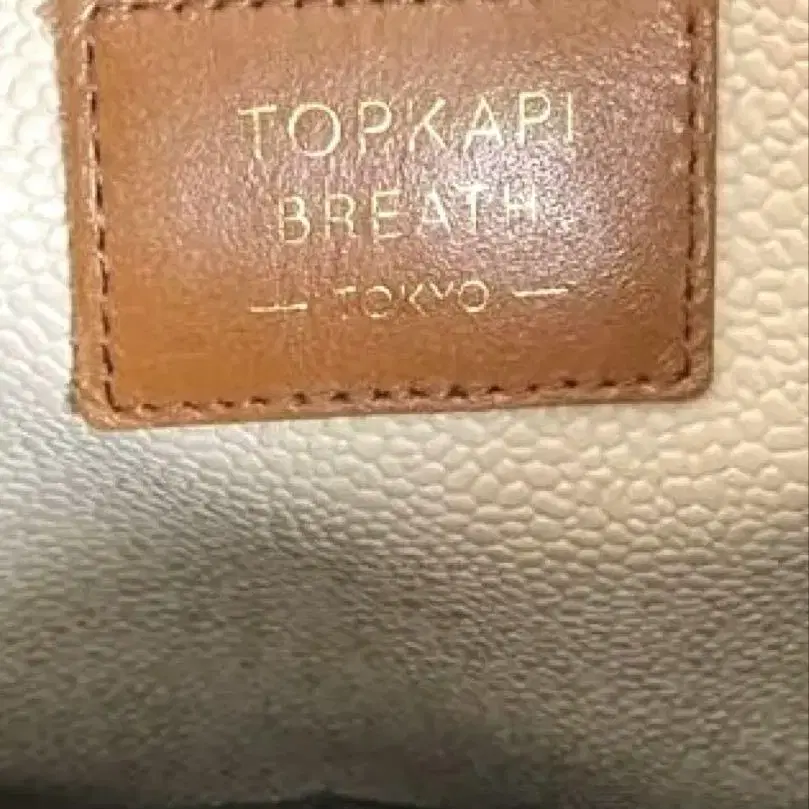 TOPKAPI
BREATH
— TOKYO —